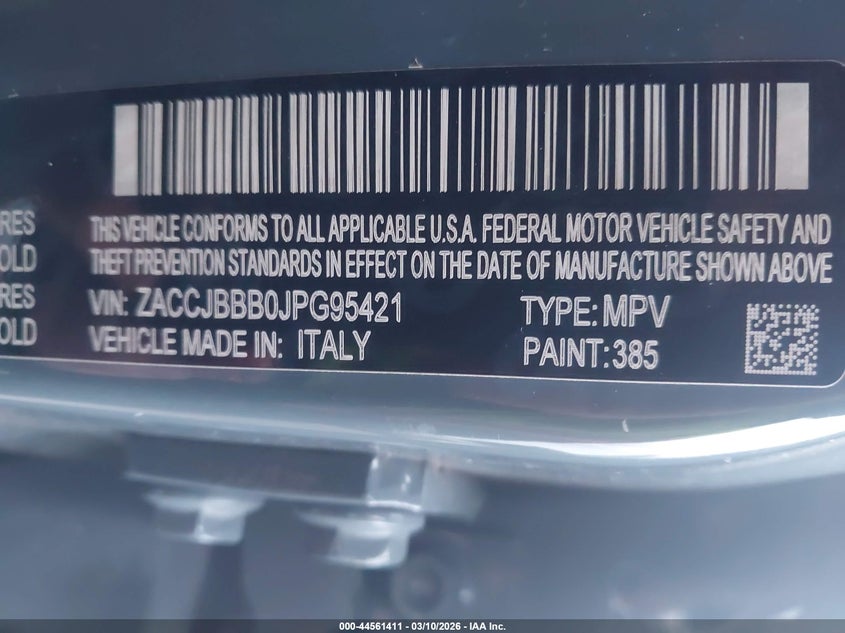 THIS VEHICLE CONFORMS TO ALL APPLICABLE U.S.A. FEDERAL MOTOR VEHICLE SAFETY AND
RES
THEFT PREVENTION STANDARDS IN EFFECT ON THE DATE OF MANUFACTURE SHOWN ABOVE
OLD
VIN: ZACCJBBB0JPG95421 TYPE: MPV
RES
VEHICLE MADE IN: ITALY PAINT: 385
OLD
000-44561411 - 03/10/2026 - IAA Inc.